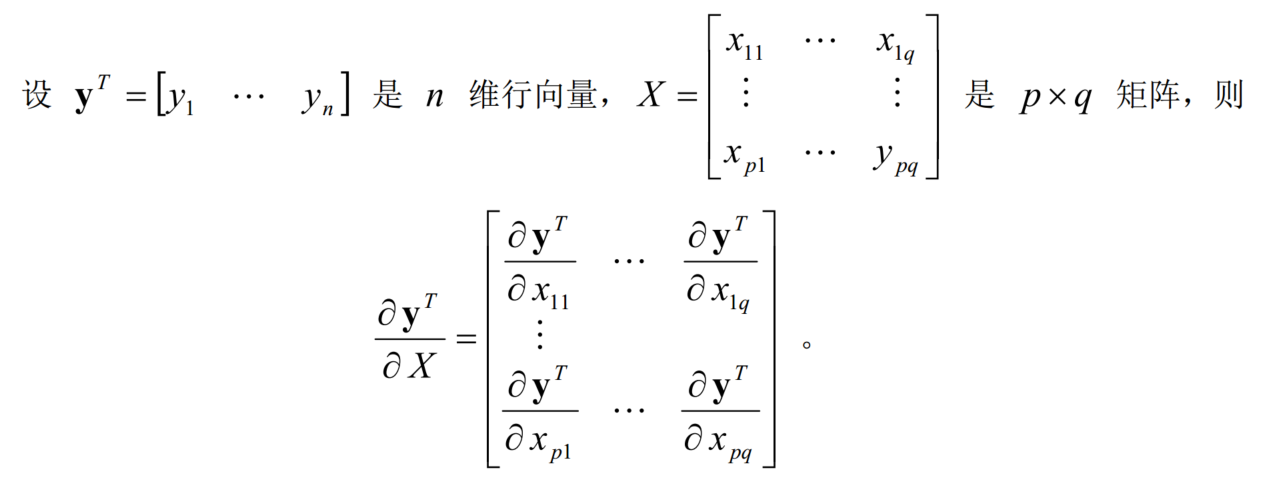 设 $\mathbf{y}^T = \begin{bmatrix} y_1 & \cdots & y_n \end{bmatrix}$ 是 $n$ 维行向量，$X = \begin{bmatrix} x_{11} & \cdots & x_{1q} \\ \vdots & & \vdots \\ x_{p1} & \cdots & y_{pq} \end{bmatrix}$ 是 $p \times q$ 矩阵，则
$\frac{\partial \mathbf{y}^T}{\partial X} = \begin{bmatrix} \frac{\partial \mathbf{y}^T}{\partial x_{11}} & \cdots & \frac{\partial \mathbf{y}^T}{\partial x_{1q}} \\ \vdots & & \\ \frac{\partial \mathbf{y}^T}{\partial x_{p1}} & \cdots & \frac{\partial \mathbf{y}^T}{\partial x_{pq}} \end{bmatrix}$。